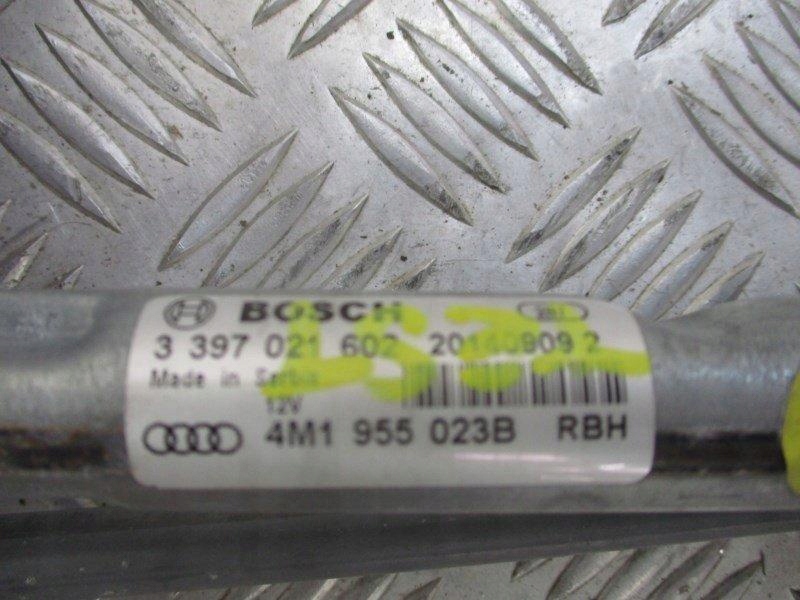 BOSCH
3 397 021 602 20140909 2
Made in Serbia
12V
4M1 955 023B RBH